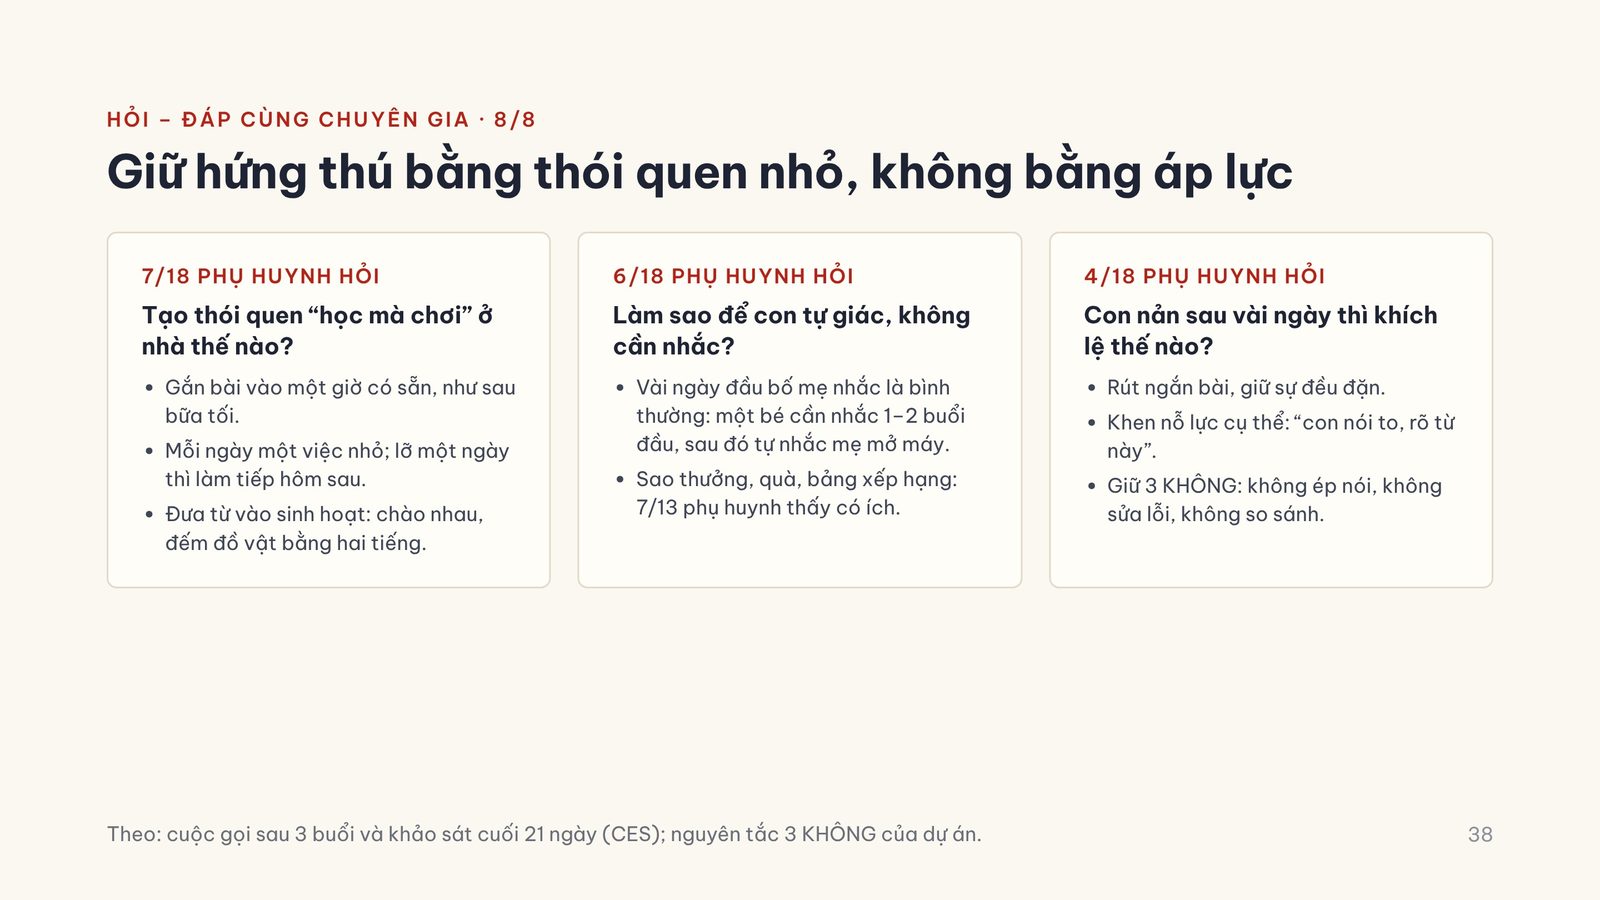 HỎI – ĐÁP CÙNG CHUYÊN GIA · 8/8
Giữ hứng thú bằng thói quen nhỏ, không bằng áp lực
7/18 PHỤ HUYNH HỎI
Tạo thói quen “học mà chơi” ở
nhà thế nào?
• Gắn bài vào một giờ có sẵn, như sau
bữa tối.
• Mỗi ngày một việc nhỏ; lỡ một ngày
thì làm tiếp hôm sau.
• Đưa từ vào sinh hoạt: chào nhau,
đếm đồ vật bằng hai tiếng.
6/18 PHỤ HUYNH HỎI
Làm sao để con tự giác, không
cần nhắc?
• Vài ngày đầu bố mẹ nhắc là bình
thường: một bé cần nhắc 1–2 buổi
đầu, sau đó tự nhắc mẹ mở máy.
• Sao thưởng, quà, bảng xếp hạng:
7/13 phụ huynh thấy có ích.
4/18 PHỤ HUYNH HỎI
Con nản sau vài ngày thì khích
lệ thế nào?
• Rút ngắn bài, giữ sự đều đặn.
• Khen nỗ lực cụ thể: “con nói to, rõ từ
này”.
• Giữ 3 KHÔNG: không ép nói, không
sửa lỗi, không so sánh.
Theo: cuộc gọi sau 3 buổi và khảo sát cuối 21 ngày (CES); nguyên tắc 3 KHÔNG của dự án.
38